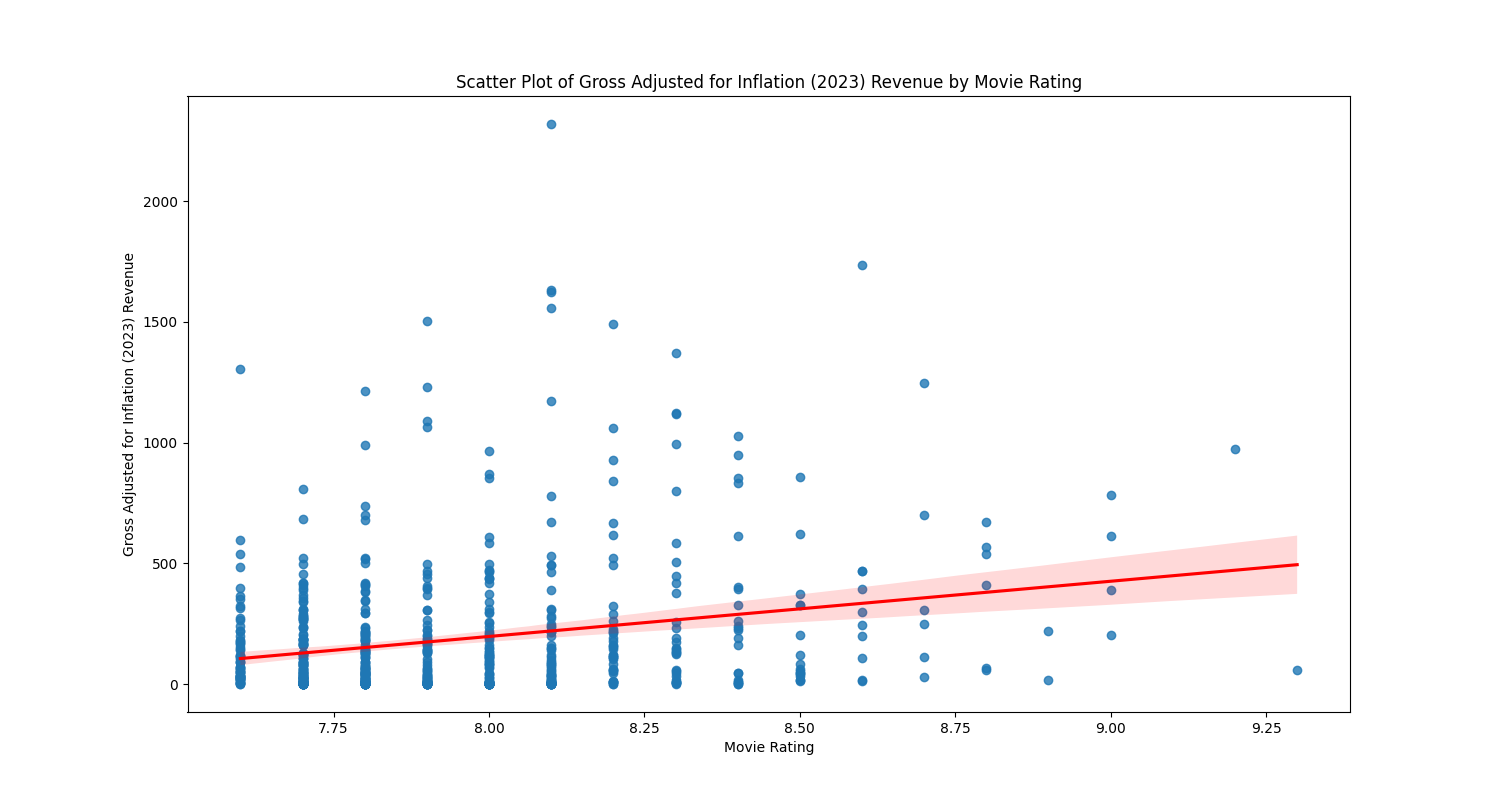 Scatter Plot of Gross Adjusted for Inflation (2023) Revenue by Movie Rating
Gross Adjusted for Inflation (2023) Revenue
2000
1500
1000
500
0
7.75 8.00 8.25 8.50 8.75 9.00 9.25
Movie Rating